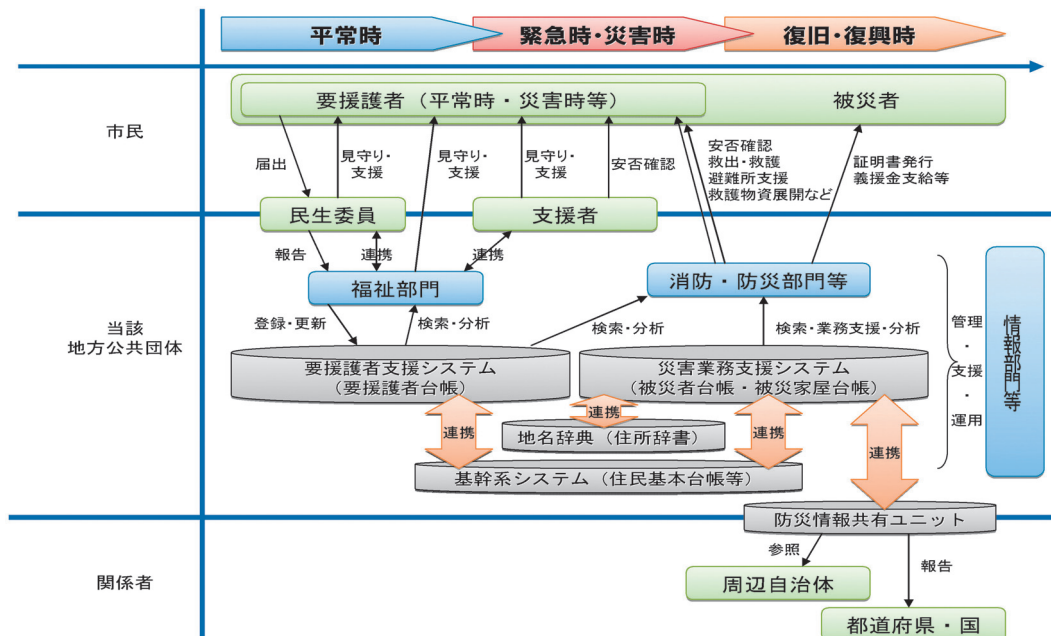 平常時
緊急時・災害時
復旧・復興時
市民
要援護者（平常時・災害時等）
被災者
届出
見守り・
支援
見守り・
支援
見守り・
支援
安否確認
安否確認
救出・救護
避難所支援
救護物資展開など
証明書発行
義援金支給等
民生委員
支援者
当該
地方公共団体
報告
連携
連携
福祉部門
消防・防災部門等
登録・更新
検索・分析
検索・分析
検索・業務支援・分析
要援護者支援システム
（要援護者台帳）
災害業務支援システム
（被災者台帳・被災家屋台帳）
連携
連携
連携
連携
地名辞典（住所辞書）
基幹系システム（住民基本台帳等）
管理・支援・運用
情報部門等
防災情報共有ユニット
関係者
参照
報告
周辺自治体
都道府県・国